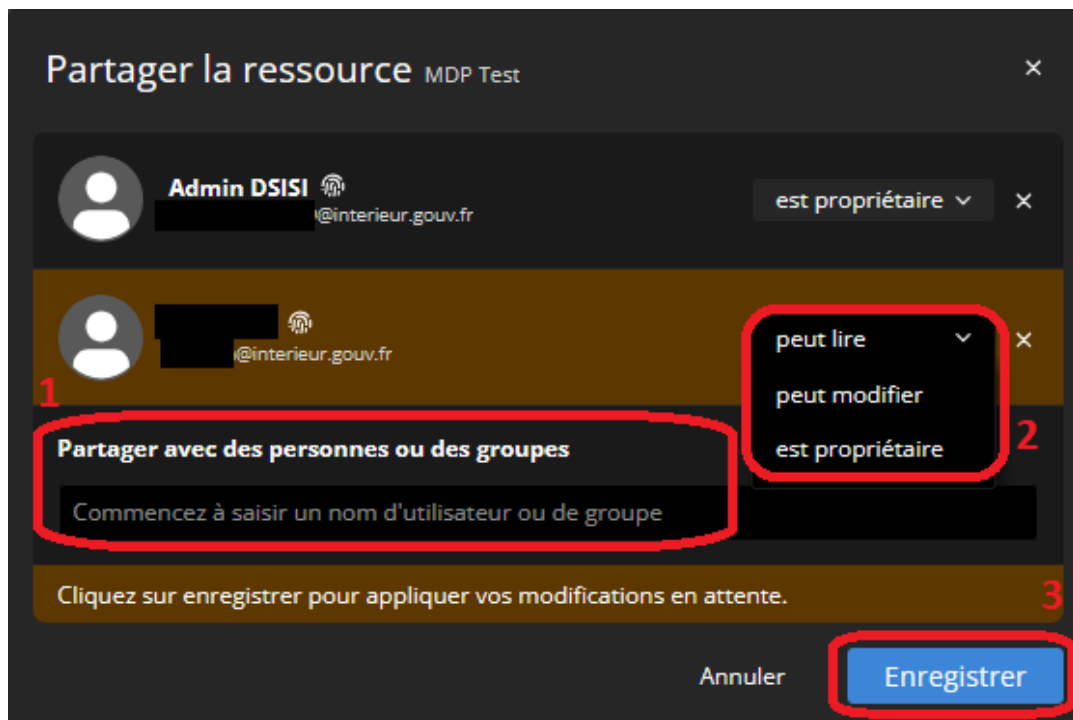 Partager la ressource MDP Test
Admin DSISI
@interieur.gouv.fr
est propriétaire
@interieur.gouv.fr
peut lire
peut modifier
est propriétaire
1
2
Partager avec des personnes ou des groupes
Commencez à saisir un nom d'utilisateur ou de groupe
Cliquez sur enregistrer pour appliquer vos modifications en attente.
3
Annuler
Enregistrer